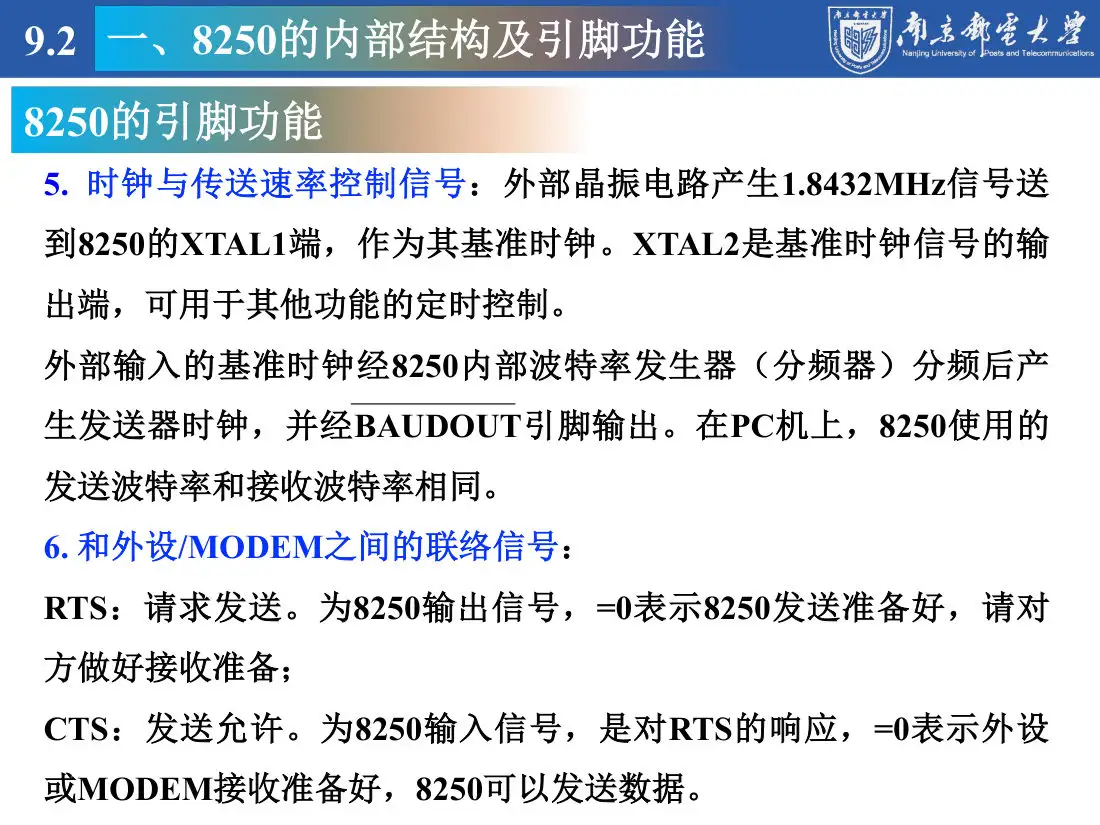 9.2 一、8250的内部结构及引脚功能
南京邮电大学
Nanjing University of Posts and Telecommunications
8250的引脚功能
5. 时钟与传送速率控制信号：外部晶振电路产生1.8432MHz信号送
到8250的XTAL1端，作为其基准时钟。XTAL2是基准时钟信号的输
出端，可用于其他功能的定时控制。
外部输入的基准时钟经8250内部波特率发生器（分频器）分频后产
生发送器时钟，并经BAUDOUT引脚输出。在PC机上，8250使用的
发送波特率和接收波特率相同。
6. 和外设/MODEM之间的联络信号：
RTS：请求发送。为8250输出信号，=0表示8250发送准备好，请对
方做好接收准备；
CTS：发送允许。为8250输入信号，是对RTS的响应，=0表示外设
或MODEM接收准备好，8250可以发送数据。